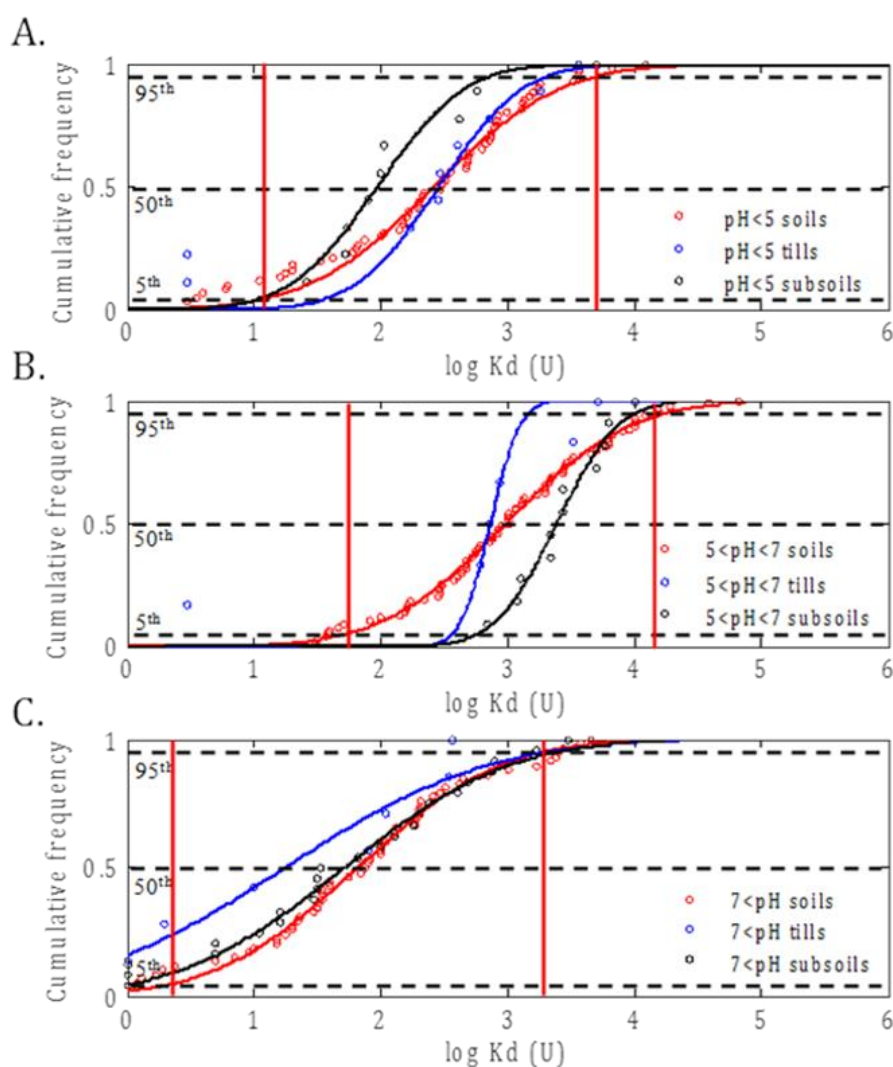 A.
Cumulative frequency
1
95th
0.5
50th
5th
0
pH<5 soils
pH<5 tills
pH<5 subsoils
0 1 2 3 4 5 6
log Kd (U)
B.
Cumulative frequency
1
95th
0.5
50th
5th
0
5<pH<7 soils
5<pH<7 tills
5<pH<7 subsoils
0 1 2 3 4 5 6
log Kd (U)
C.
Cumulative frequency
1
95th
0.5
50th
5th
0
7<pH soils
7<pH tills
7<pH subsoils
0 1 2 3 4 5 6
log Kd (U)